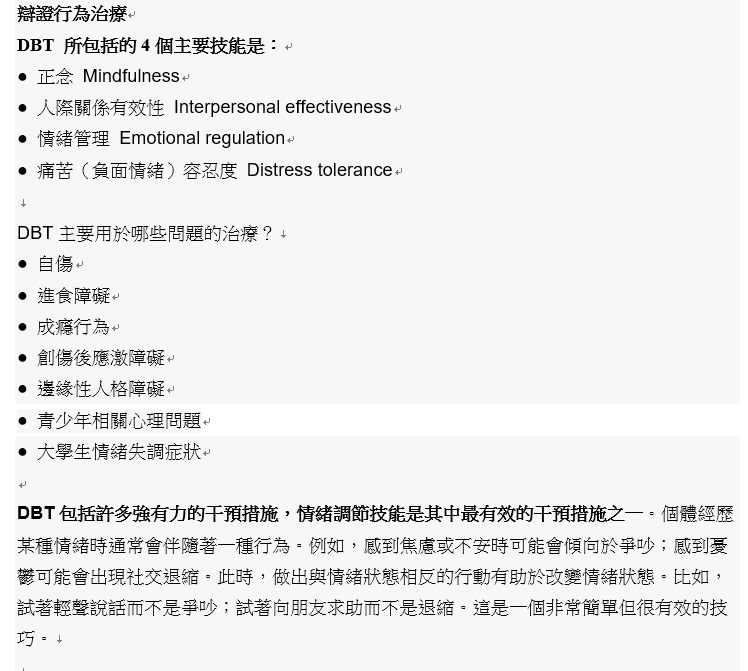 辯證行為治療
DBT 所包括的 4 個主要技能是：
● 正念 Mindfulness
● 人際關係有效性 Interpersonal effectiveness
● 情緒管理 Emotional regulation
● 痛苦（負面情緒）容忍度 Distress tolerance
DBT 主要用於哪些問題的治療？
● 自傷
● 進食障礙
● 成癮行為
● 創傷後應激障礙
● 邊緣性人格障礙
● 青少年相關心理問題
● 大學生情緒失調症狀
DBT 包括許多強有力的干預措施，情緒調節技能是其中最有效的干預措施之一。個體經歷
某種情緒時通常會伴隨著一種行為。例如，感到焦慮或不安時可能會傾向於爭吵；感到憂
鬱可能會出現社交退縮。此時，做出與情緒狀態相反的行動有助於改變情緒狀態。比如，
試著輕聲說話而不是爭吵；試著向朋友求助而不是退縮。這是一個非常簡單但很有效的技
巧。